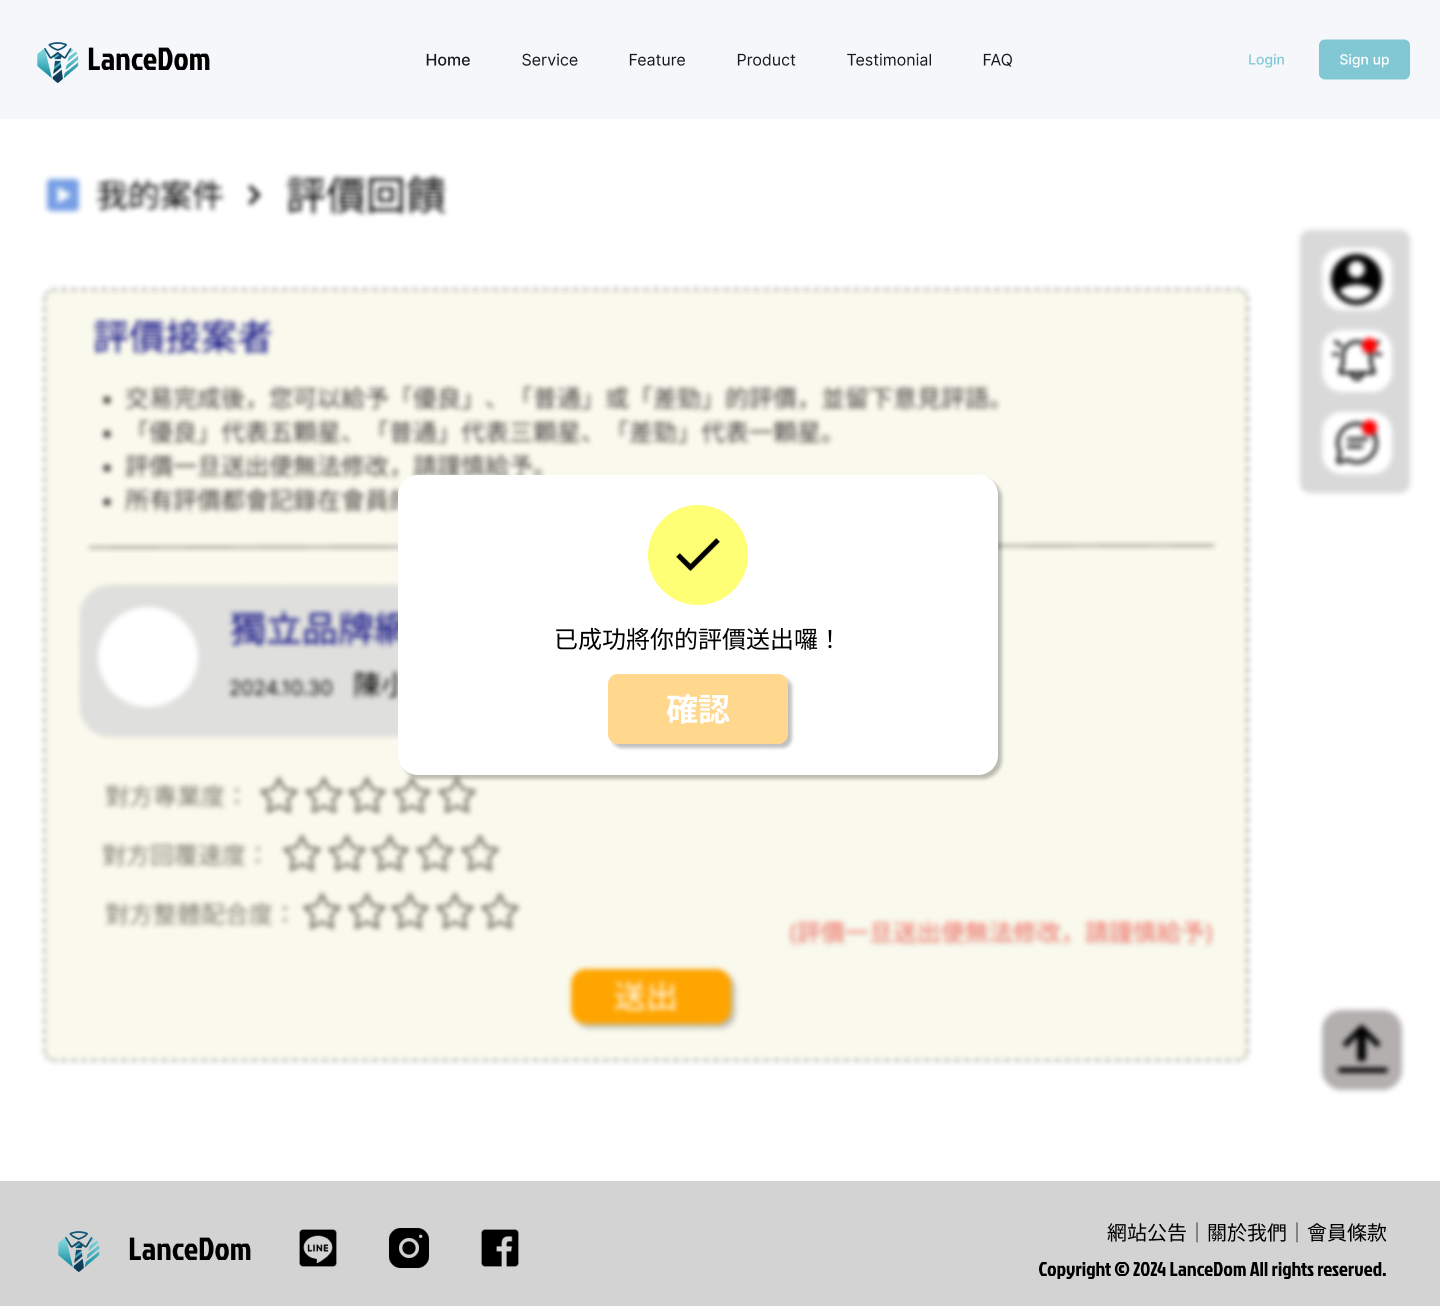 LanceDom
Home Service Feature Product Testimonial FAQ
Login Sign up
我的案件 > 評價回饋
評價接案者
• 交易完成後，您可以給予「優良」、「普通」或「差勁」的評價，並留下意見評語。
• 「優良」代表五顆星、「普通」代表三顆星、「差勁」代表一顆星。
• 評價一旦送出便無法修改，請謹慎給予。
• 所有評價都會記錄在會員
已成功將你的評價送出囉！
確認
獨立品牌網
2024.10.30 陳小
對方專業度：
對方回覆速度：
對方整體配合度：
(評價一旦送出便無法修改，請謹慎給予)
送出
LanceDom
LINE
網站公告｜關於我們｜會員條款
Copyright © 2024 LanceDom All rights reserved.